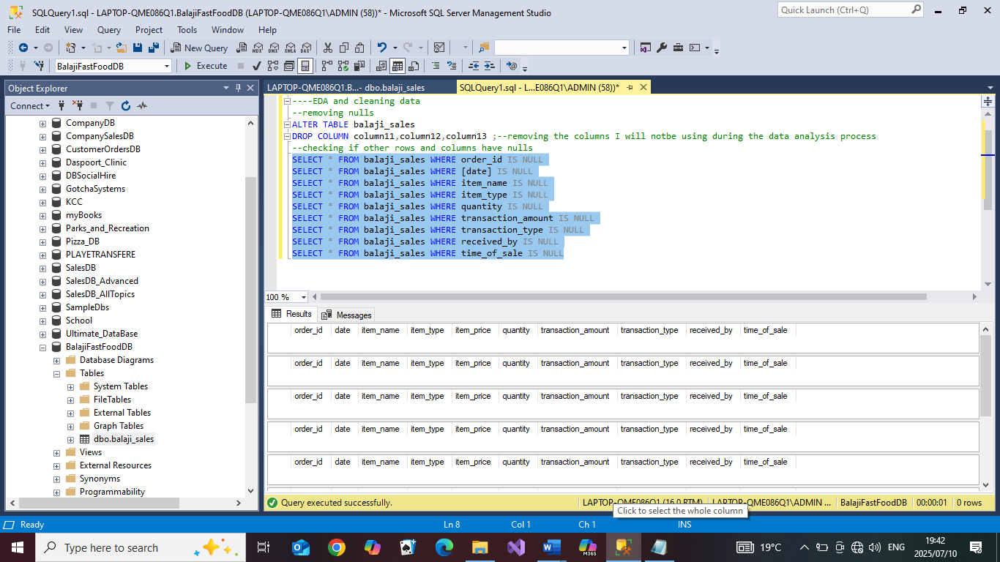 SQLQuery1.sql - LAPTOP-QME086Q1.BalajiFastFoodDB (LAPTOP-QME086Q1\ADMIN (58))* - Microsoft SQL Server Management Studio
Quick Launch (Ctrl+Q)
File Edit View Query Project Tools Window Help
New Query
MDX DMX XMLA DAX
BalajiFastFoodDB
Execute
Object Explorer
Connect
CompanyDB
CompanySalesDB
CustomerOrdersDB
Daspoort_Clinic
DBSocialHire
GotchaSystems
KCC
myBooks
Parks_and_Recreation
Pizza_DB
PLAYETRANSFERE
SalesDB
SalesDB_Advanced
SalesDB_AllTopics
SampleDbs
School
Ultimate_DataBase
BalajiFastFoodDB
Database Diagrams
Tables
System Tables
FileTables
External Tables
Graph Tables
dbo.balaji_sales
Views
External Resources
Synonyms
Programmability
LAPTOP-QME086Q1.B...- dbo.balaji_sales
SQLQuery1.sql - L...E086Q1\ADMIN (58))*
----EDA and cleaning data
--removing nulls
ALTER TABLE balaji_sales
DROP COLUMN column11,column12,column13 ;--removing the columns I will notbe using during the data analysis process
--checking if other rows and columns have nulls
SELECT * FROM balaji_sales WHERE order_id IS NULL
SELECT * FROM balaji_sales WHERE [date] IS NULL
SELECT * FROM balaji_sales WHERE item_name IS NULL
SELECT * FROM balaji_sales WHERE item_type IS NULL
SELECT * FROM balaji_sales WHERE quantity IS NULL
SELECT * FROM balaji_sales WHERE transaction_amount IS NULL
SELECT * FROM balaji_sales WHERE transaction_type IS NULL
SELECT * FROM balaji_sales WHERE received_by IS NULL
SELECT * FROM balaji_sales WHERE time_of_sale IS NULL
100 %
Results Messages
order_id date item_name item_type item_price quantity transaction_amount transaction_type received_by time_of_sale
order_id date item_name item_type item_price quantity transaction_amount transaction_type received_by time_of_sale
order_id date item_name item_type item_price quantity transaction_amount transaction_type received_by time_of_sale
order_id date item_name item_type item_price quantity transaction_amount transaction_type received_by time_of_sale
order_id date item_name item_type item_price quantity transaction_amount transaction_type received_by time_of_sale
Query executed successfully.
LAPTOP-QME086Q1 (16.0 RTM) LAPTOP-QME086Q1\ADMIN ... BalajiFastFoodDB 00:00:01 0 rows
Click to select the whole column
Ready Ln 8 Col 1 Ch 1 INS
Type here to search
M365
19°C
ENG
19:42
2025/07/10